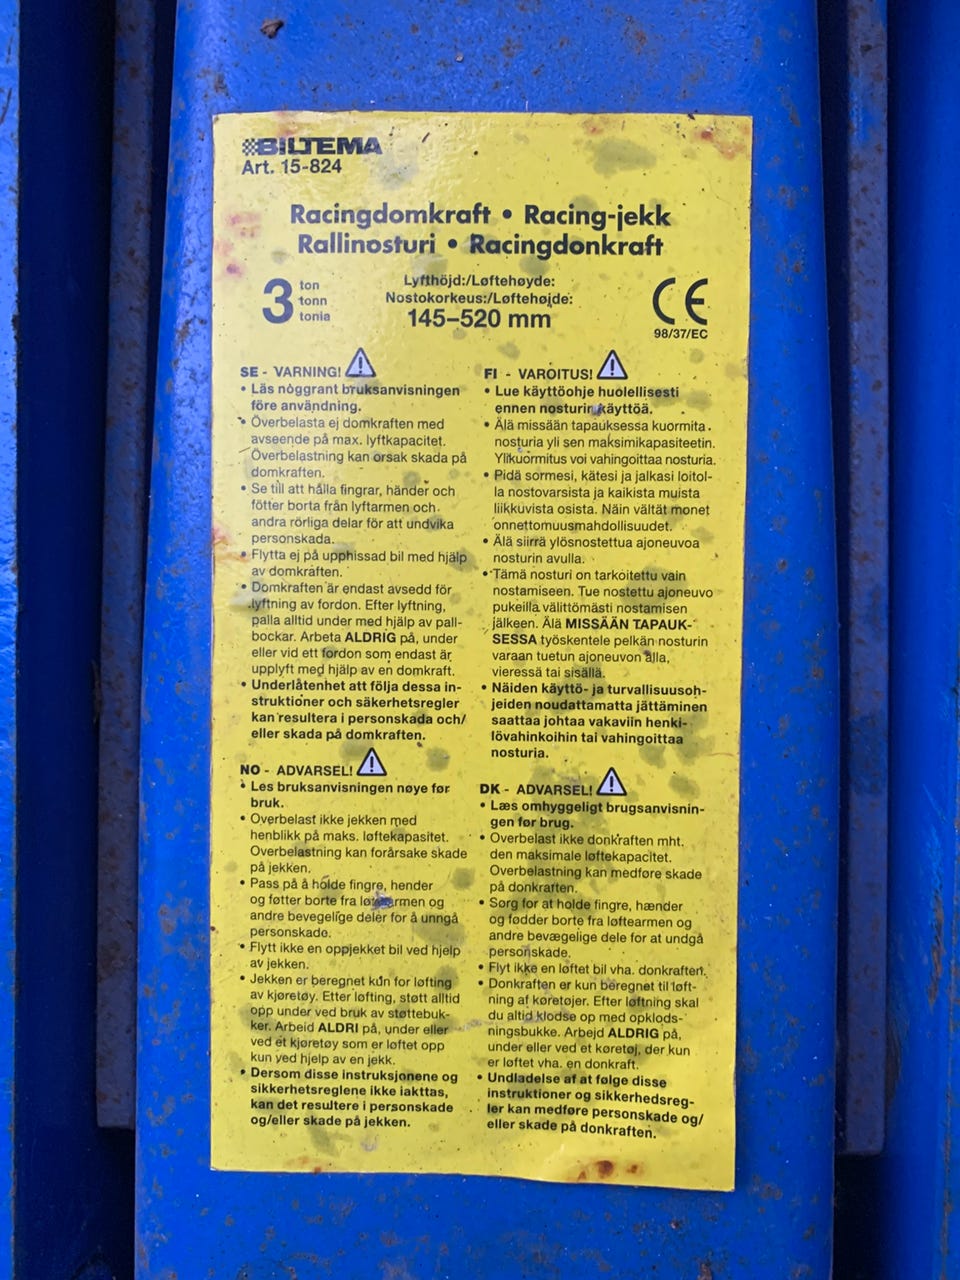 BILTEMA
Art. 15-824
Racingdomkraft • Racing-jekk
Rallinosturi • Racingdonkraft
3 ton
tonn
tonia
Lyfthöjd:/Løftehøyde:
Nostokorkeus:/Løftehøjde:
145–520 mm
CE
98/37/EC
SE - VARNING!
• Läs nöggrant bruksanvisningen
före användning.
• Överbelasta ej domkraften med
avseende på max. lyftkapacitet.
Överbelastning kan orsak skada på
domkraften.
• Se till att hålla fingrar, händer och
fötter borta från lyftarmen och
andra rörliga delar för att undvika
personskada.
• Flytta ej på upphissad bil med hjälp
av domkraften.
• Domkraften är endast avsedd för
lyftning av fordon. Efter lyftning,
palla alltid under med hjälp av pall-
bockar. Arbeta ALDRIG på, under
eller vid ett fordon som endast är
upplyft med hjälp av en domkraft.
• Underlåtenhet att följa dessa in-
struktioner och säkerhetsregler
kan resultera i personskada och/
eller skada på domkraften.
FI - VAROITUS!
• Lue käyttöohje huolellisesti
ennen nosturin käyttöä.
• Älä missään tapauksessa kuormita
nosturia yli sen maksimikapasiteetin.
Ylikuormitus voi vahingoittaa nosturia.
• Pidä sormesi, kätesi ja jalkasi loitol-
la nostovarsista ja kaikista muista
liikkuvista osista. Näin vältät monet
onnettomuusmahdollisuudet.
• Älä siirrä ylösnostettua ajoneuvoa
nosturin avulla.
• Tämä nosturi on tarkoitettu vain
nostamiseen. Tue nostettu ajoneuvo
pukeilla välittömästi nostamisen
jälkeen. Älä MISSÄÄN TAPAUK-
SESSA työskentele pelkän nosturin
varaan tuetun ajoneuvon alla,
vieressä tai sisällä.
• Näiden käyttö- ja turvallisuusoh-
jeiden noudattamatta jättäminen
saattaa johtaa vakaviin henki-
lövahinkoihin tai vahingoittaa
nosturia.
NO - ADVARSEL!
• Les bruksanvisningen nøye før
bruk.
• Overbelast ikke jekken med
henblikk på maks. løftekapasitet.
Overbelastning kan forårsake skade
på jekken.
• Pass på å holde fingre, hender
og føtter borte fra løftearmen og
andre bevegelige deler for å unngå
personskade.
• Flytt ikke en oppjekket bil ved hjelp
av jekken.
• Jekken er beregnet kun for løfting
av kjøretøy. Etter løfting, støtt alltid
opp under ved bruk av støttebuk-
ker. Arbeid ALDRI på, under eller
ved et kjøretøy som er løftet opp
kun ved hjelp av en jekk.
• Dersom disse instruksjonene og
sikkerhetsreglene ikke iakttas,
kan det resultere i personskade
og/eller skade på jekken.
DK - ADVARSEL!
• Læs omhyggeligt brugsanvisnin-
gen før brug.
• Overbelast ikke donkraften mht.
den maksimale løftekapacitet.
Overbelastning kan medføre skade
på donkraften.
• Sørg for at holde fingre, hænder
og fødder borte fra løftearmen og
andre bevægelige dele for at undgå
personskade.
• Flyt ikke en løftet bil vha. donkraften.
• Donkraften er kun beregnet til løft-
ning af køretøjer. Efter løftning skal
du altid klodse op med opklods-
ningsbukke. Arbejd ALDRIG på,
under eller ved et køretøj, der kun
er løftet vha. en donkraft.
• Undladelse af at følge disse
instruktioner og sikkerhedsreg-
ler kan medføre personskade og/
eller skade på donkraften.